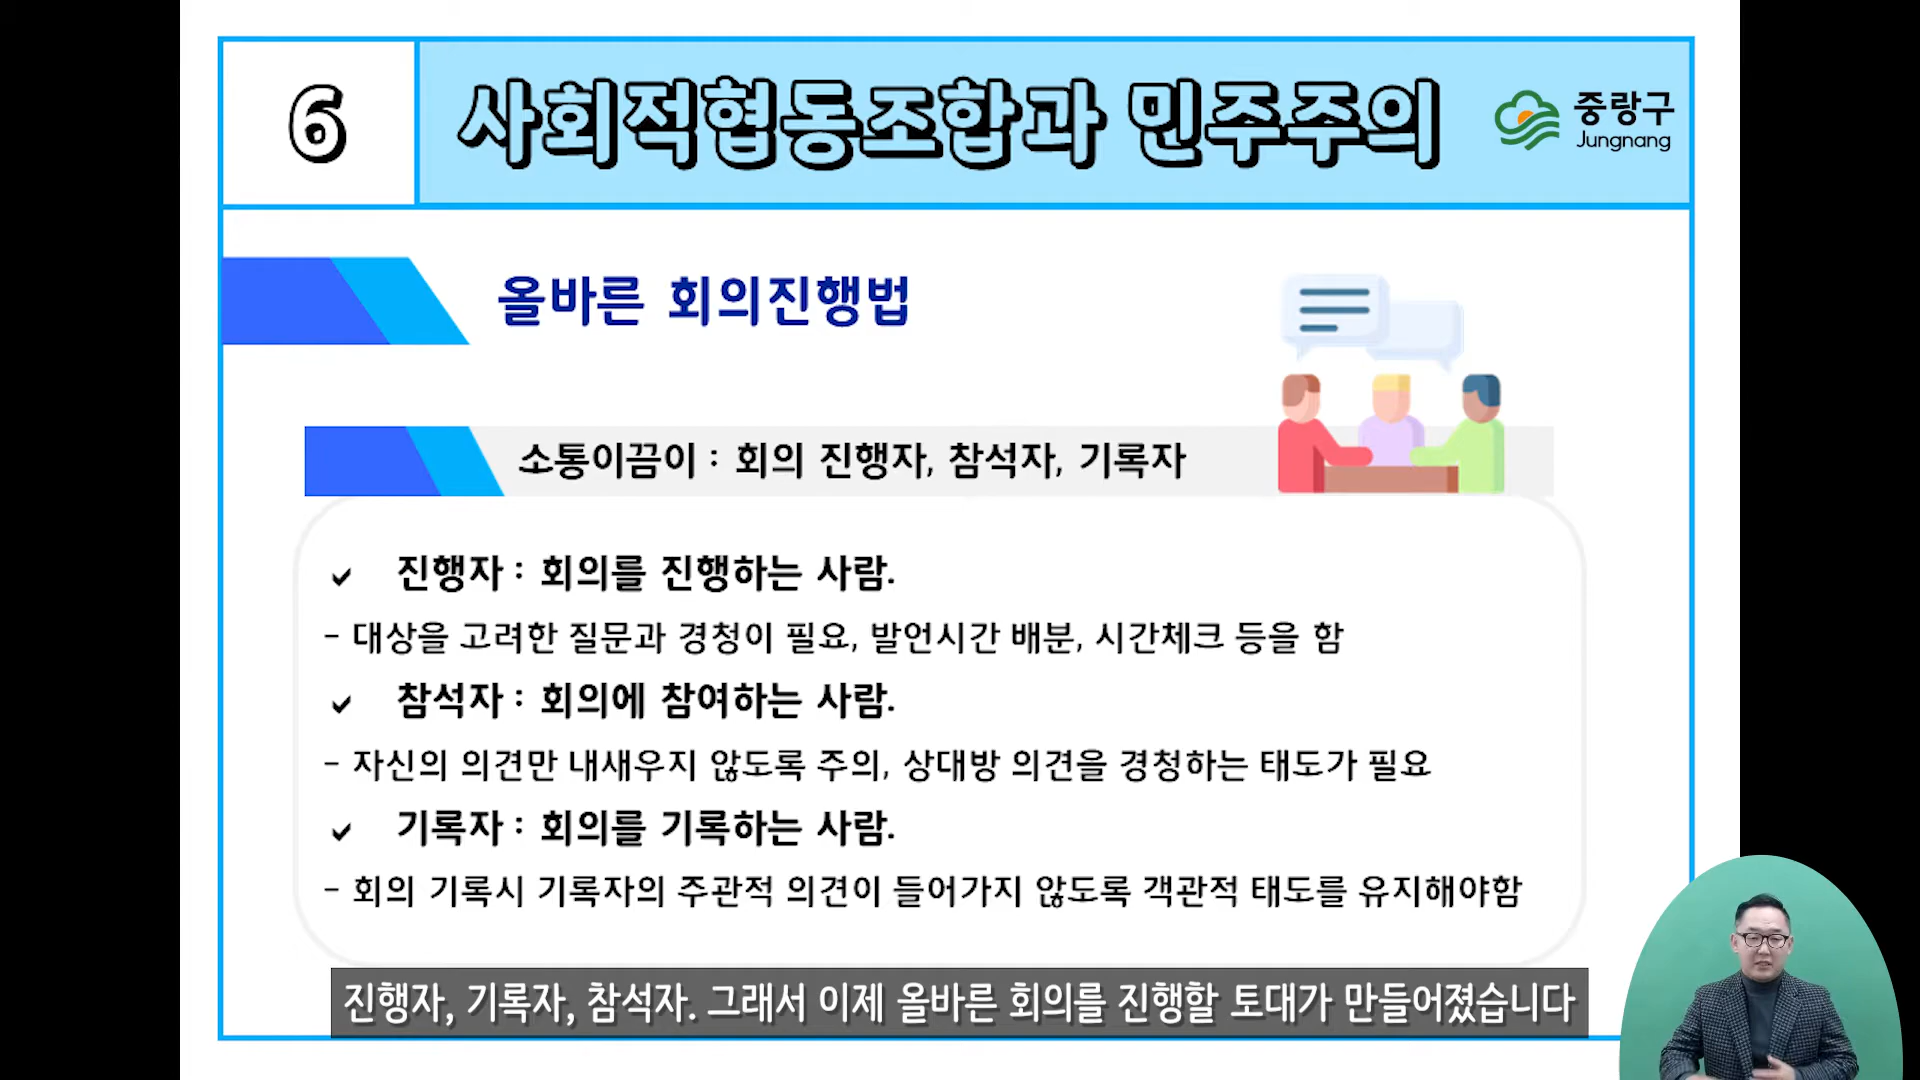 6
사회적협동조합과 민주주의
중랑구
Jungnang
올바른 회의진행법
소통이끔이 : 회의 진행자, 참석자, 기록자
✓ 진행자 : 회의를 진행하는 사람.
- 대상을 고려한 질문과 경청이 필요, 발언시간 배분, 시간체크 등을 함
✓ 참석자 : 회의에 참여하는 사람.
- 자신의 의견만 내새우지 않도록 주의, 상대방 의견을 경청하는 태도가 필요
✓ 기록자 : 회의를 기록하는 사람.
- 회의 기록시 기록자의 주관적 의견이 들어가지 않도록 객관적 태도를 유지해야함
진행자, 기록자, 참석자. 그래서 이제 올바른 회의를 진행할 토대가 만들어졌습니다